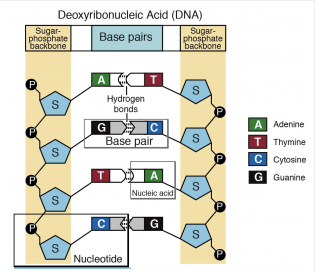 Deoxyribonucleic Acid (DNA)
Sugar-
phosphate
backbone
Base pairs
Sugar-
phosphate
backbone
P
A
T
S
S
P
Hydrogen
bonds
P
G
C
S
S
P
Base pair
A Adenine
T Thymine
C Cytosine
G Guanine
P
T
A
S
S
P
Nucleic acid
P
C
G
S
S
Nucleotide
P